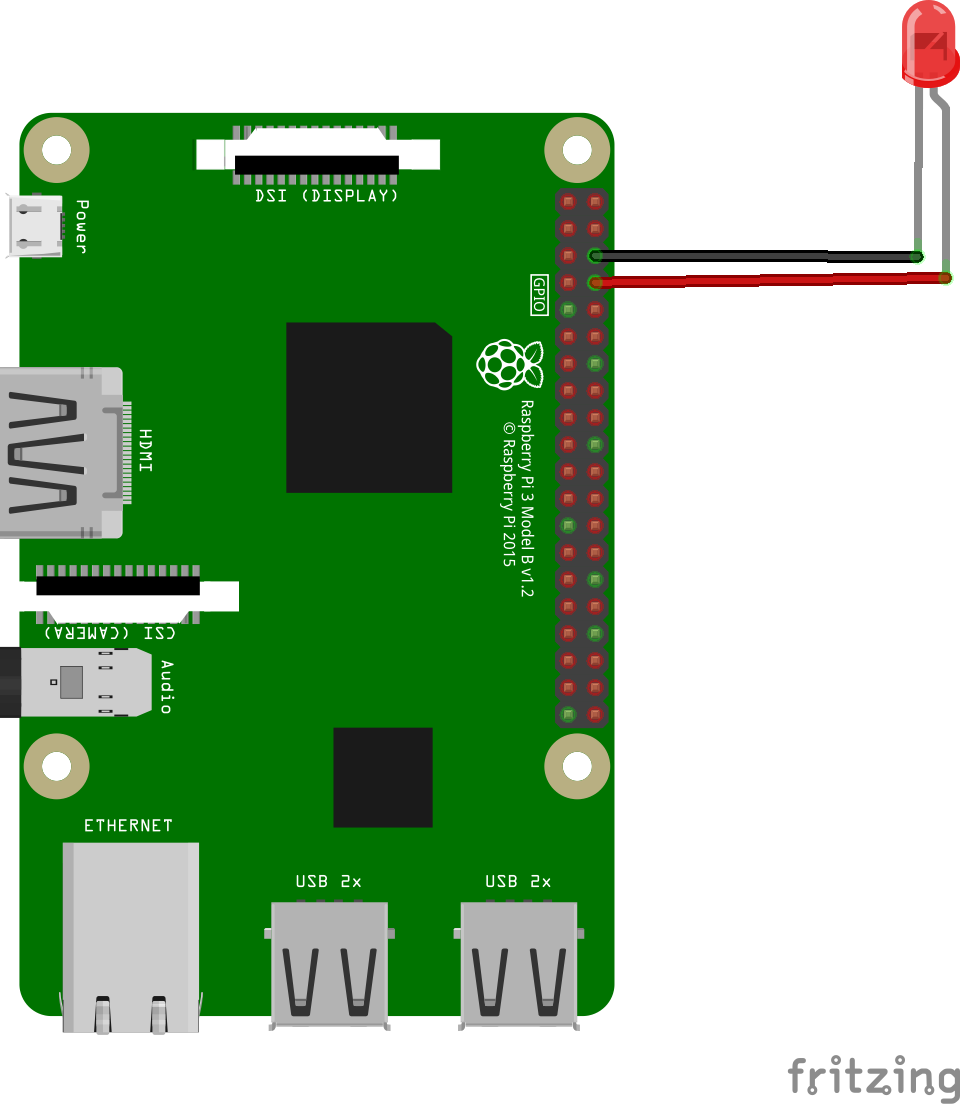 DSI (DISPLAY)
Power
GPIO
Raspberry Pi 3 Model B v1.2
© Raspberry Pi 2015
HDMI
CSI (CAMERA)
Audio
ETHERNET
USB 2x
USB 2x
fritzing